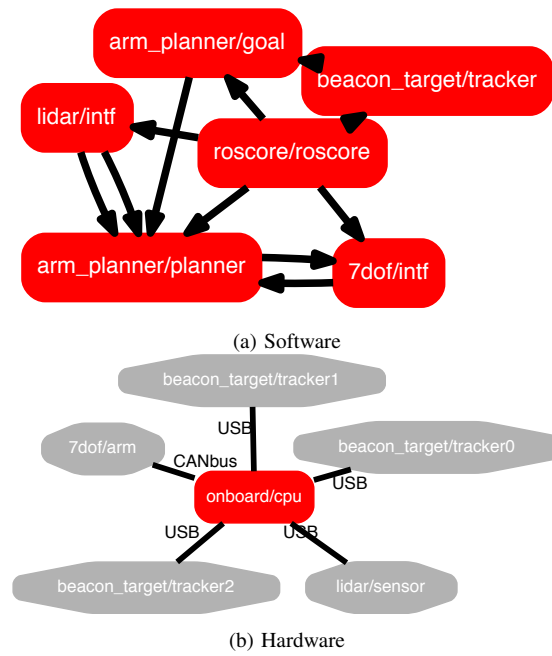 arm_planner/goal
beacon_target/tracker
lidar/intf
roscore/roscore
arm_planner/planner
7dof/intf
(a) Software
beacon_target/tracker1
USB
7dof/arm
beacon_target/tracker0
CANbus
USB
onboard/cpu
USB
USB
beacon_target/tracker2
lidar/sensor
(b) Hardware